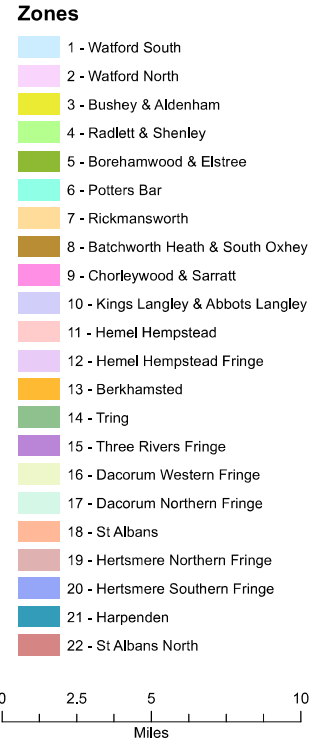 Zones
1 - Watford South
2 - Watford North
3 - Bushey & Aldenham
4 - Radlett & Shenley
5 - Borehamwood & Elstree
6 - Potters Bar
7 - Rickmansworth
8 - Batchworth Heath & South Oxhey
9 - Chorleywood & Sarratt
10 - Kings Langley & Abbots Langley
11 - Hemel Hempstead
12 - Hemel Hempstead Fringe
13 - Berkhamsted
14 - Tring
15 - Three Rivers Fringe
16 - Dacorum Western Fringe
17 - Dacorum Northern Fringe
18 - St Albans
19 - Hertsmere Northern Fringe
20 - Hertsmere Southern Fringe
21 - Harpenden
22 - St Albans North
0 2.5 5 10
Miles